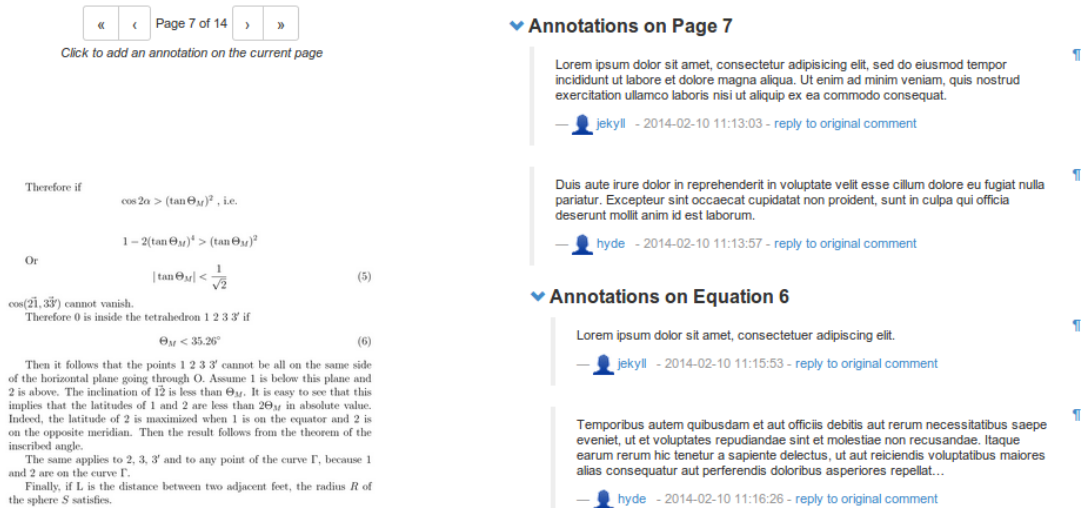 « ‹ Page 7 of 14 › »
Click to add an annotation on the current page
Therefore if
cos 2α > (tan Θ_M)² , i.e.
1 − 2(tan Θ_M)⁴ > (tan Θ_M)²
Or
| tan Θ_M| < 1/√2 (5)
cos(2⃗1, 3⃗3′) cannot vanish.
Therefore 0 is inside the tetrahedron 1 2 3 3′ if
Θ_M < 35.26° (6)
Then it follows that the points 1 2 3 3′ cannot be all on the same side
of the horizontal plane going through O. Assume 1 is below this plane and
2 is above. The inclination of 1⃗2 is less than Θ_M. It is easy to see that this
implies that the latitudes of 1 and 2 are less than 2Θ_M in absolute value.
Indeed, the latitude of 2 is maximized when 1 is on the equator and 2 is
on the opposite meridian. Then the result follows from the theorem of the
inscribed angle.
The same applies to 2, 3, 3′ and to any point of the curve Γ, because 1
and 2 are on the curve Γ.
Finally, if L is the distance between two adjacent feet, the radius R of
the sphere S satisfies.
Annotations on Page 7
¶
Lorem ipsum dolor sit amet, consectetur adipisicing elit, sed do eiusmod tempor
incididunt ut labore et dolore magna aliqua. Ut enim ad minim veniam, quis nostrud
exercitation ullamco laboris nisi ut aliquip ex ea commodo consequat.
— jekyll - 2014-02-10 11:13:03 - reply to original comment
¶
Duis aute irure dolor in reprehenderit in voluptate velit esse cillum dolore eu fugiat nulla
pariatur. Excepteur sint occaecat cupidatat non proident, sunt in culpa qui officia
deserunt mollit anim id est laborum.
— hyde - 2014-02-10 11:13:57 - reply to original comment
Annotations on Equation 6
¶
Lorem ipsum dolor sit amet, consectetuer adipiscing elit.
— jekyll - 2014-02-10 11:15:53 - reply to original comment
¶
Temporibus autem quibusdam et aut officiis debitis aut rerum necessitatibus saepe
eveniet, ut et voluptates repudiandae sint et molestiae non recusandae. Itaque
earum rerum hic tenetur a sapiente delectus, ut aut reiciendis voluptatibus maiores
alias consequatur aut perferendis doloribus asperiores repellat…
— hyde - 2014-02-10 11:16:26 - reply to original comment